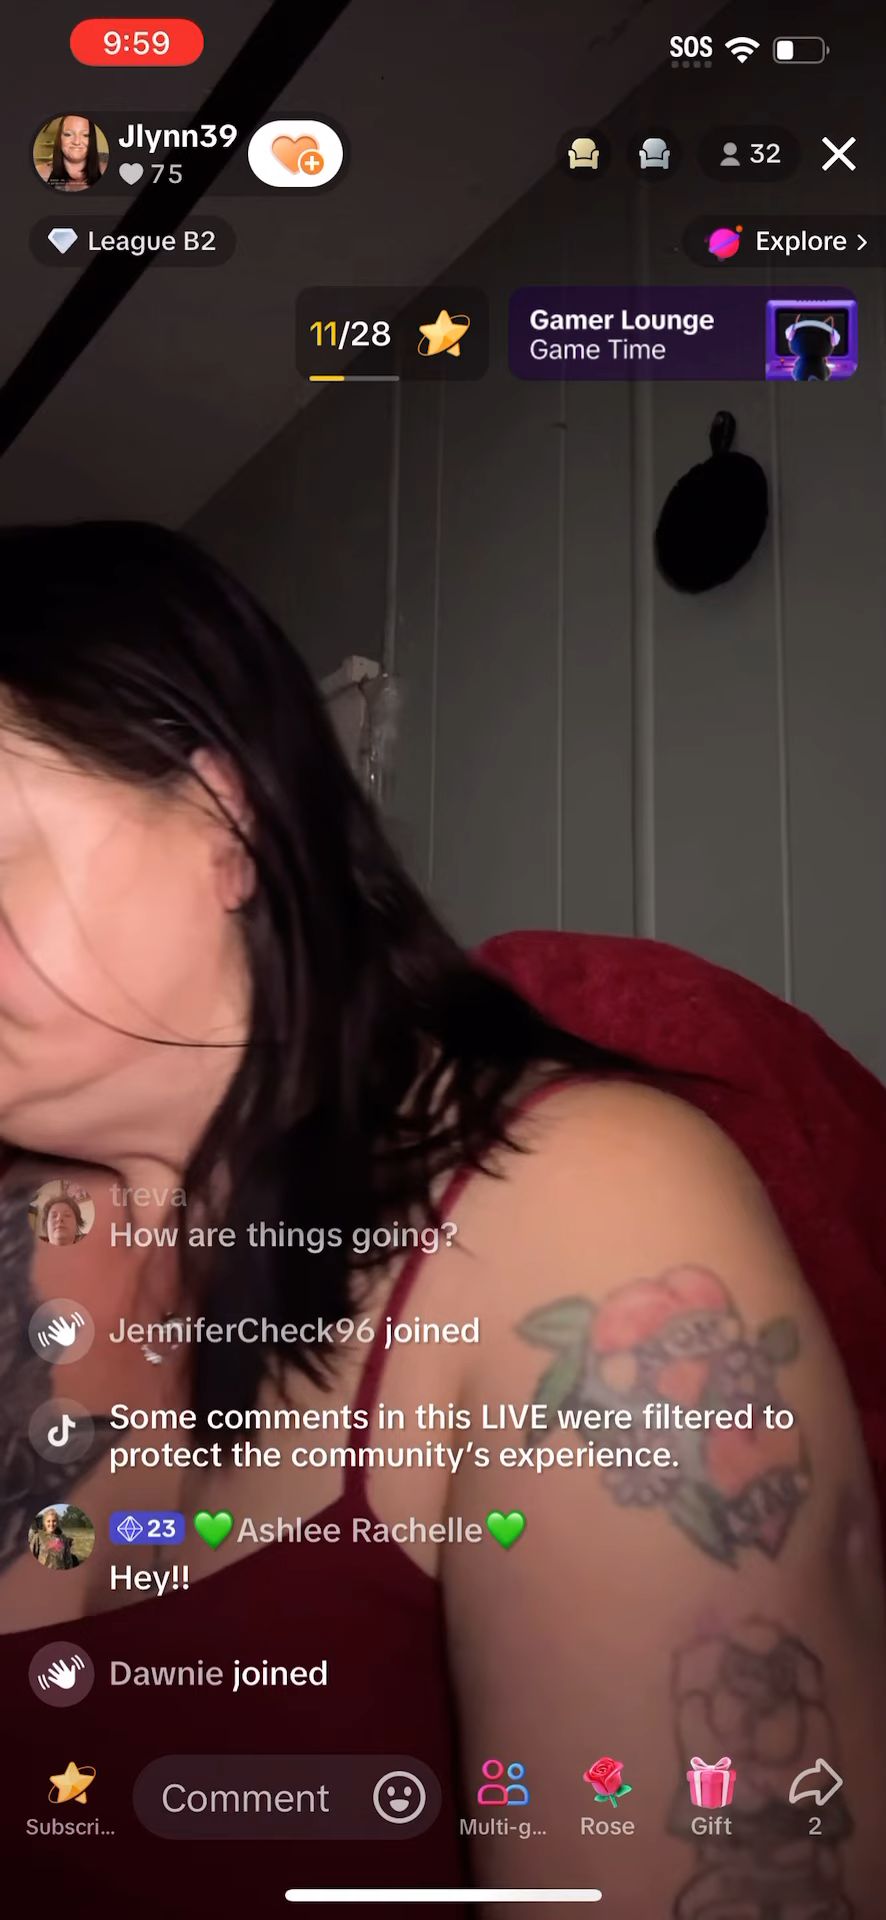 9:59
SOS
Jlynn39
75
32
League B2
Explore >
11/28
Gamer Lounge
Game Time
treva
How are things going?
JenniferCheck96 joined
Some comments in this LIVE were filtered to
protect the community's experience.
23 💚Ashlee Rachelle💚
Hey!!
Dawnie joined
Subscri...
Comment
Multi-g...
Rose
Gift
2